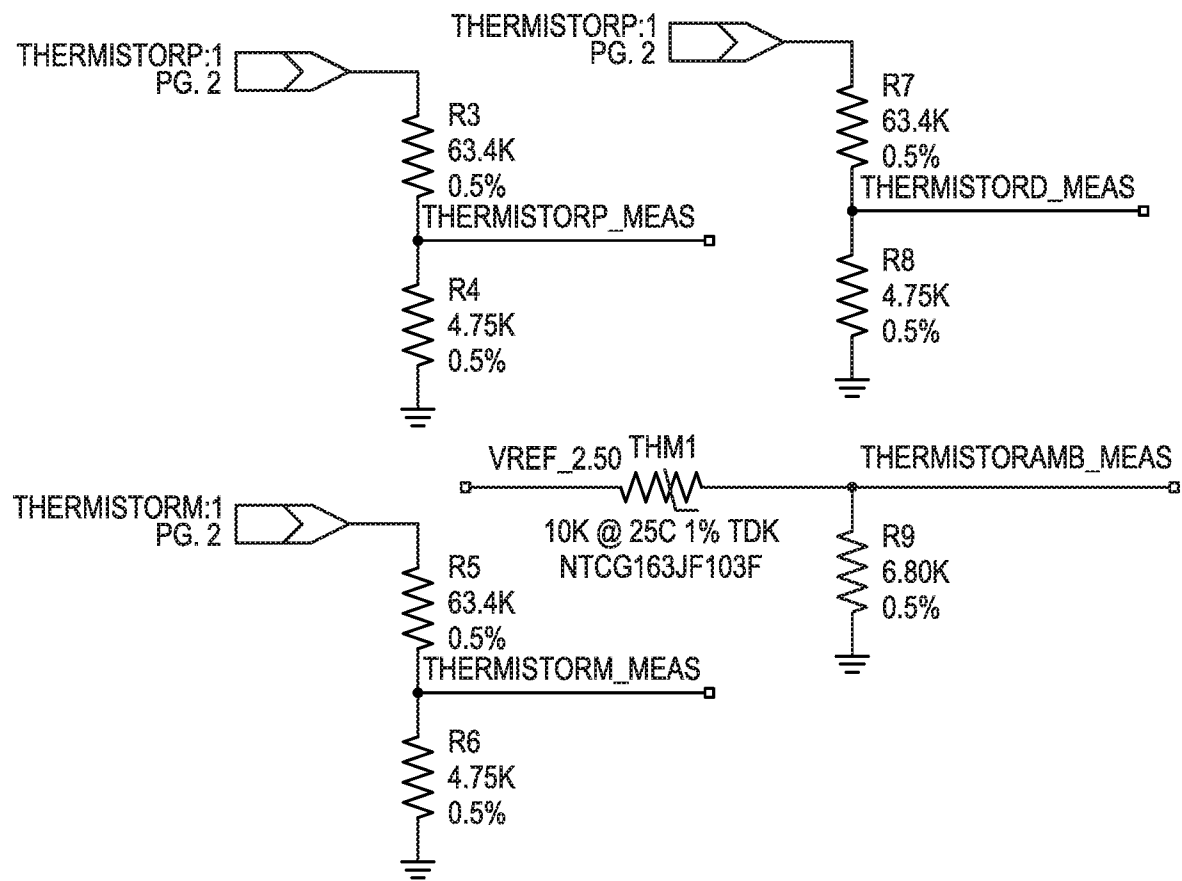 THERMISTORP:1
PG. 2
R3
63.4K
0.5%
THERMISTORP_MEAS
R4
4.75K
0.5%
THERMISTORP:1
PG. 2
R7
63.4K
0.5%
THERMISTORD_MEAS
R8
4.75K
0.5%
VREF_2.50
THM1
10K @ 25C 1% TDK
NTCG163JF103F
THERMISTORAMB_MEAS
R9
6.80K
0.5%
THERMISTORM:1
PG. 2
R5
63.4K
0.5%
THERMISTORM_MEAS
R6
4.75K
0.5%